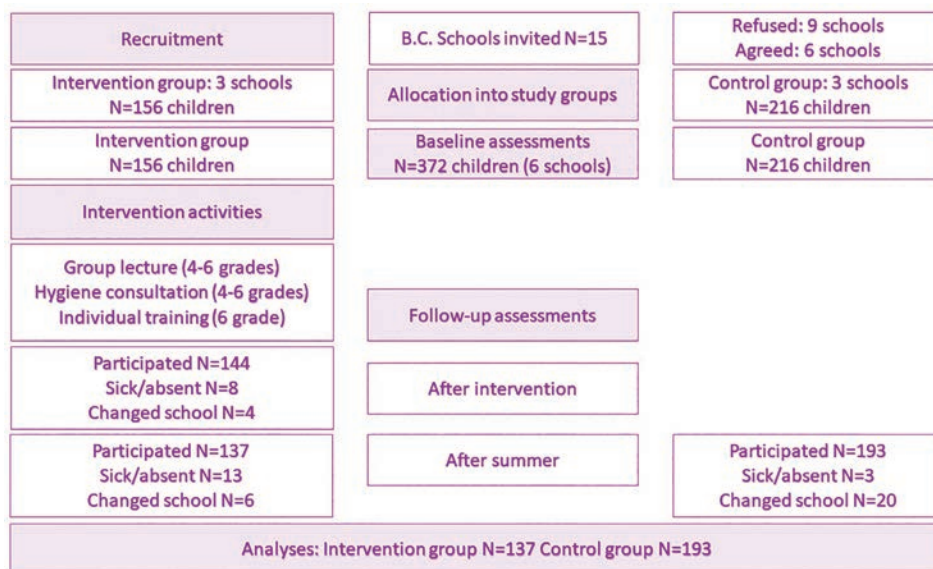 Recruitment
B.C. Schools invited N=15
Refused: 9 schools
Agreed: 6 schools
Intervention group: 3 schools
N=156 children
Allocation into study groups
Control group: 3 schools
N=216 children
Intervention group
N=156 children
Baseline assessments
N=372 children (6 schools)
Control group
N=216 children
Intervention activities
Group lecture (4-6 grades)
Hygiene consultation (4-6 grades)
Individual training (6 grade)
Follow-up assessments
Participated N=144
Sick/absent N=8
Changed school N=4
After intervention
Participated N=137
Sick/absent N=13
Changed school N=6
After summer
Participated N=193
Sick/absent N=3
Changed school N=20
Analyses: Intervention group N=137 Control group N=193